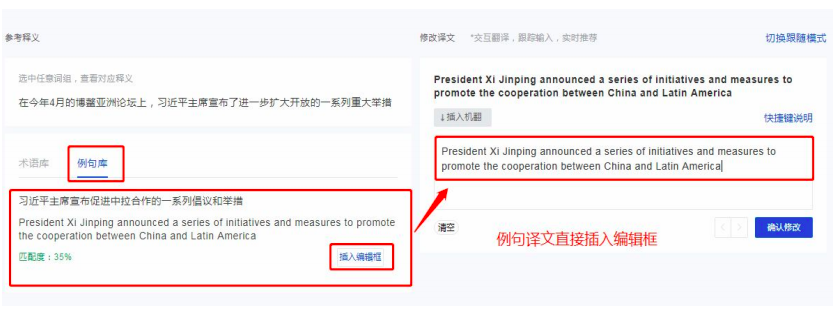 参考释义
选中任意词组，查看对应释义
在今年4月的博鳌亚洲论坛上，习近平主席宣布了进一步扩大开放的一系列重大举措
术语库 例句库
习近平主席宣布促进中拉合作的一系列倡议和举措
President Xi Jinping announced a series of initiatives and measures to promote
the cooperation between China and Latin America
匹配度：35% 插入编辑框
修改译文 *交互翻译，跟踪输入，实时推荐 切换跟随模式
President Xi Jinping announced a series of initiatives and measures to
promote the cooperation between China and Latin America
↓插入机翻 快捷键说明
President Xi Jinping announced a series of initiatives and measures to
promote the cooperation between China and Latin America
清空 例句译文直接插入编辑框 < > 确认修改